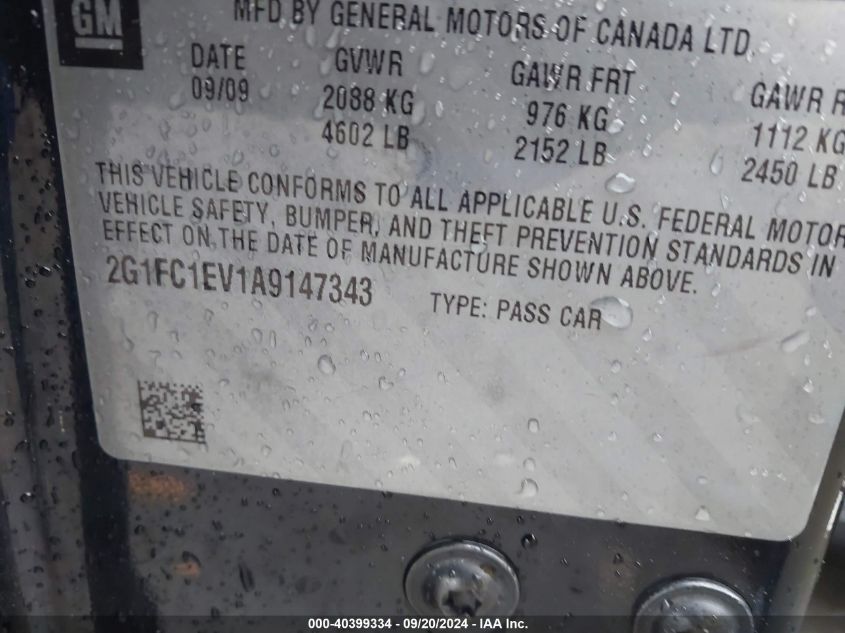 GM
MFD BY GENERAL MOTORS OF CANADA LTD
DATE GVWR GAWR FRT GAWR R
09/09 2088 KG 976 KG 1112 KG
4602 LB 2152 LB 2450 LB
THIS VEHICLE CONFORMS TO ALL APPLICABLE U.S. FEDERAL MOTOR
VEHICLE SAFETY, BUMPER, AND THEFT PREVENTION STANDARDS IN
EFFECT ON THE DATE OF MANUFACTURE SHOWN ABOVE.
2G1FC1EV1A9147343 TYPE: PASS CAR
000-40399334 - 09/20/2024 - IAA Inc.